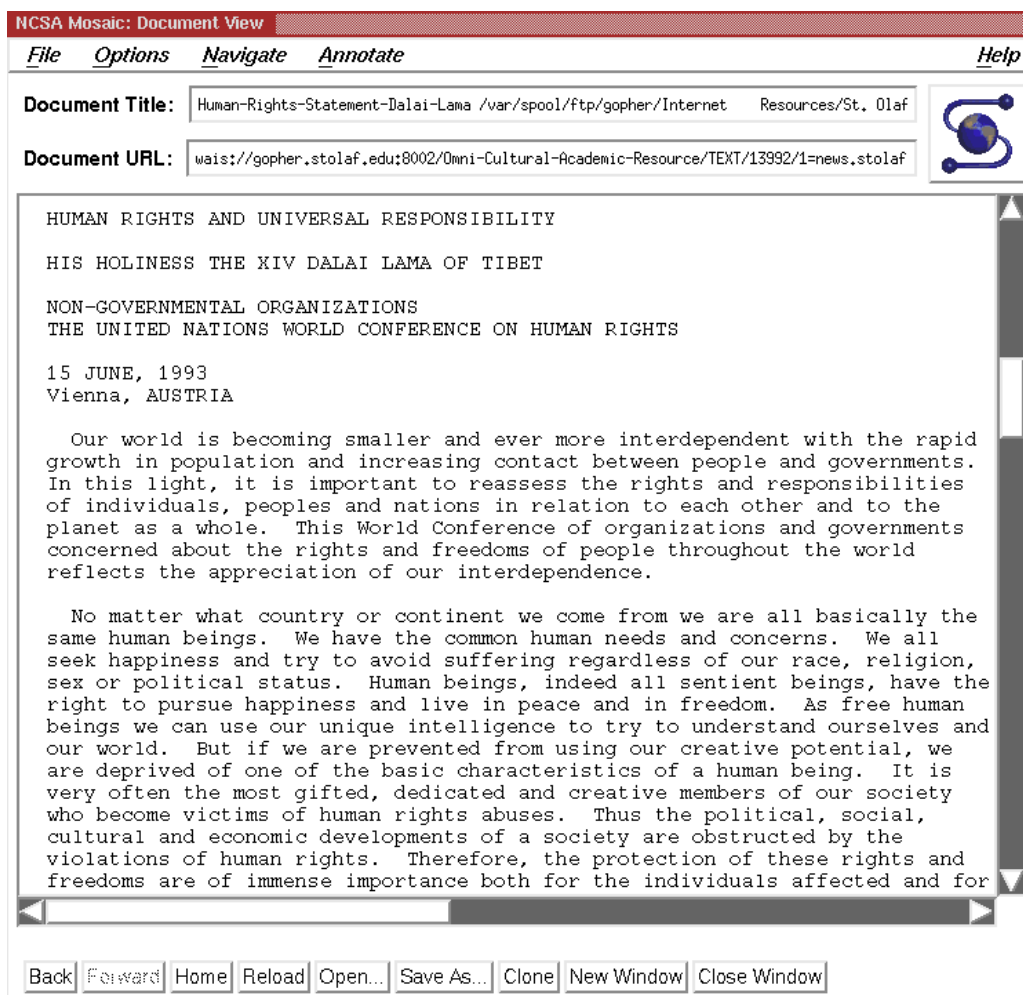 NCSA Mosaic: Document View
File Options Navigate Annotate Help
Document Title: Human-Rights-Statement-Dalai-Lama /var/spool/ftp/gopher/Internet Resources/St. Olaf
Document URL: wais://gopher.stolaf.edu:8002/Omni-Cultural-Academic-Resource/TEXT/13992/1=news.stolaf
HUMAN RIGHTS AND UNIVERSAL RESPONSIBILITY
HIS HOLINESS THE XIV DALAI LAMA OF TIBET
NON-GOVERNMENTAL ORGANIZATIONS
THE UNITED NATIONS WORLD CONFERENCE ON HUMAN RIGHTS
15 JUNE, 1993
Vienna, AUSTRIA
Our world is becoming smaller and ever more interdependent with the rapid
growth in population and increasing contact between people and governments.
In this light, it is important to reassess the rights and responsibilities
of individuals, peoples and nations in relation to each other and to the
planet as a whole. This World Conference of organizations and governments
concerned about the rights and freedoms of people throughout the world
reflects the appreciation of our interdependence.
No matter what country or continent we come from we are all basically the
same human beings. We have the common human needs and concerns. We all
seek happiness and try to avoid suffering regardless of our race, religion,
sex or political status. Human beings, indeed all sentient beings, have the
right to pursue happiness and live in peace and in freedom. As free human
beings we can use our unique intelligence to try to understand ourselves and
our world. But if we are prevented from using our creative potential, we
are deprived of one of the basic characteristics of a human being. It is
very often the most gifted, dedicated and creative members of our society
who become victims of human rights abuses. Thus the political, social,
cultural and economic developments of a society are obstructed by the
violations of human rights. Therefore, the protection of these rights and
freedoms are of immense importance both for the individuals affected and for
Back Forward Home Reload Open... Save As... Clone New Window Close Window